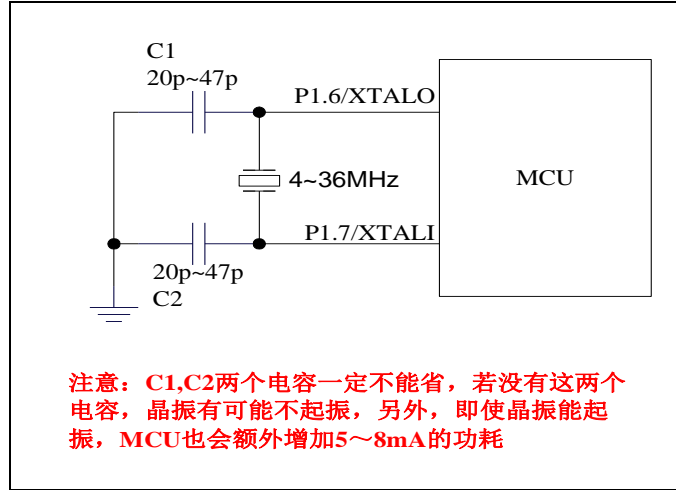 C1
20p~47p
P1.6/XTALO
4~36MHz
MCU
P1.7/XTALI
20p~47p
C2
注意：C1,C2两个电容一定不能省，若没有这两个
电容，晶振有可能不起振，另外，即使晶振能起
振，MCU也会额外增加5～8mA的功耗